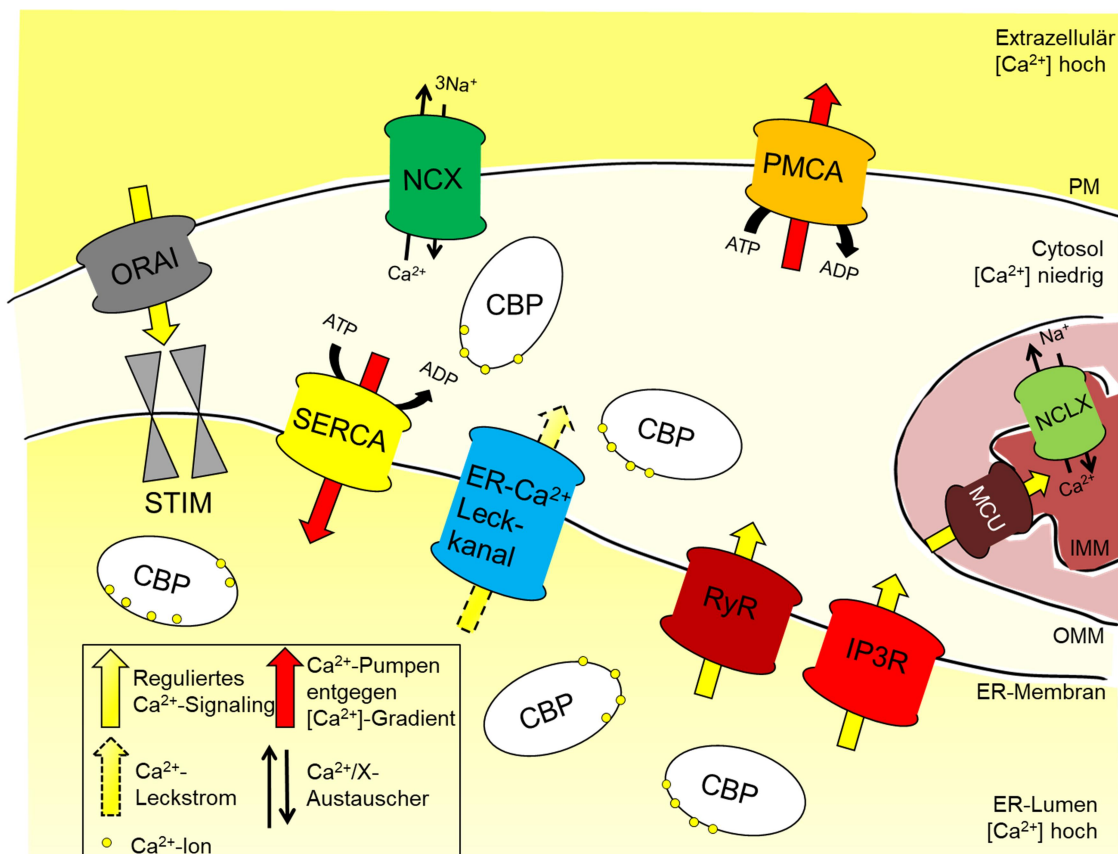 Extrazellulär
[Ca²⁺] hoch
3Na⁺
NCX
PMCA
PM
ATP
ADP
Ca²⁺
Cytosol
[Ca²⁺] niedrig
ORAI
CBP
ATP
ADP
Na⁺
NCLX
SERCA
CBP
STIM
ER-Ca²⁺
Leck-
kanal
MCU
Ca²⁺
IMM
CBP
RyR
OMM
IP3R
ER-Membran
CBP
CBP
ER-Lumen
[Ca²⁺] hoch
Reguliertes
Ca²⁺-Signaling
Ca²⁺-Pumpen
entgegen
[Ca²⁺]-Gradient
Ca²⁺-
Leckstrom
Ca²⁺/X-
Austauscher
Ca²⁺-Ion